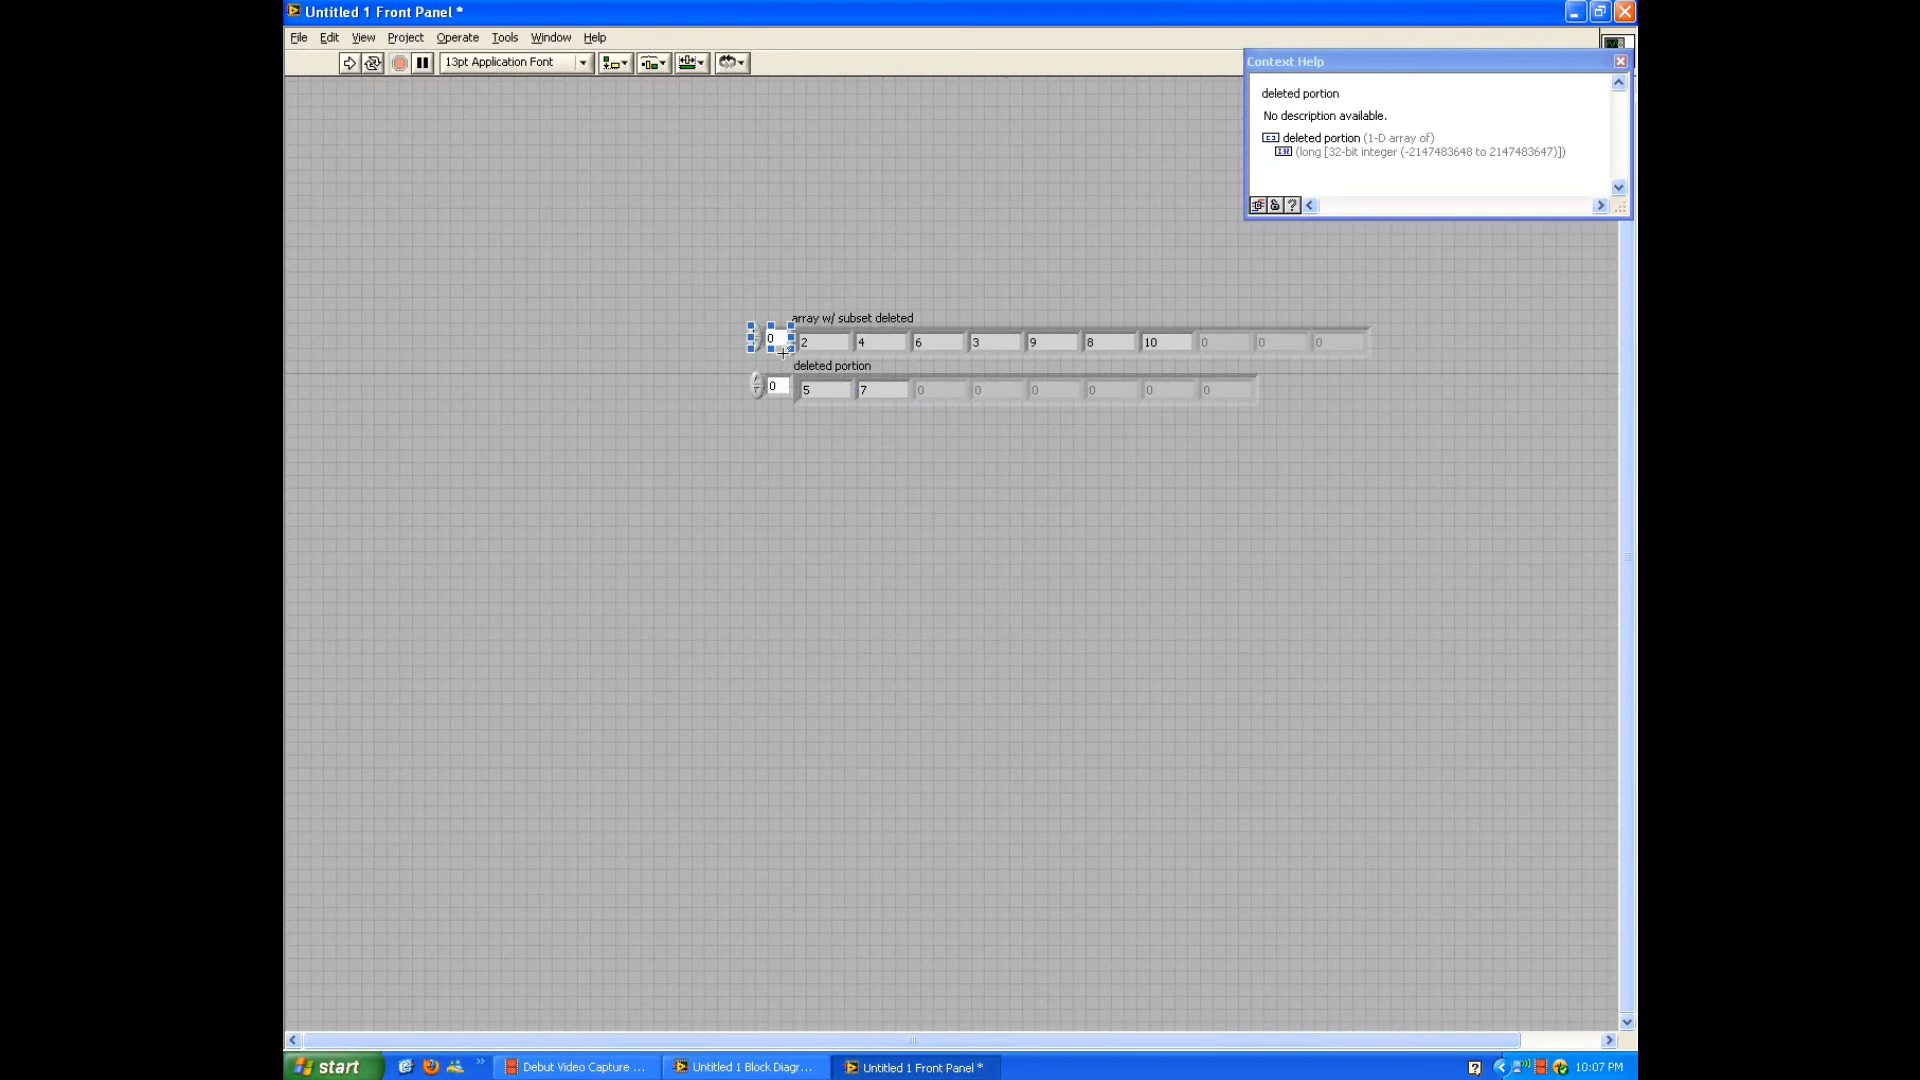 Untitled 1 Front Panel *
File Edit View Project Operate Tools Window Help
13pt Application Font
Context Help
deleted portion
No description available.
deleted portion (1-D array of)
(long [32-bit integer (-2147483648 to 2147483647)])
array w/ subset deleted
0 2 4 6 3 9 8 10 0 0 0
deleted portion
0 5 7 0 0 0 0 0 0
start Debut Video Capture ... Untitled 1 Block Diagr... Untitled 1 Front Panel * 10:07 PM